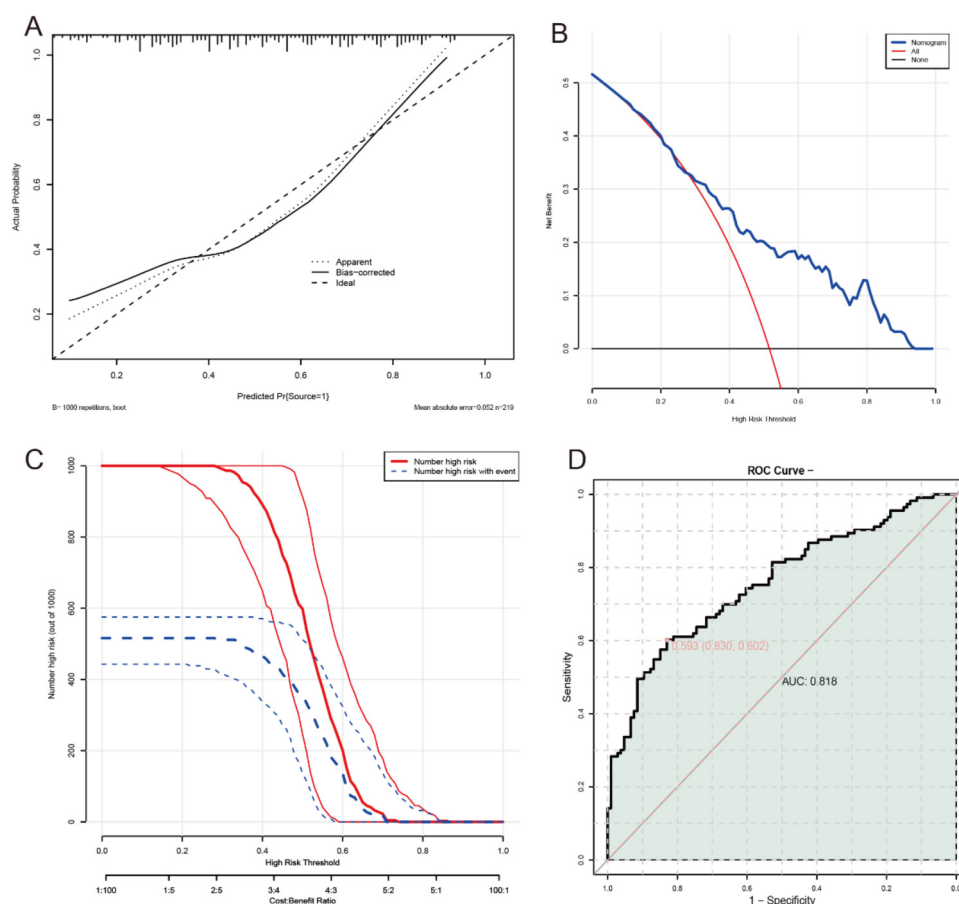 A
1.0
0.8
0.6
0.4
0.2
Actual Probability
Apparent
Bias-corrected
Ideal
0.2 0.4 0.6 0.8 1.0
Predicted Pr{Source=1}
B= 1000 repetitions, boot
Mean absolute error=0.052 n=219
B
Nomogram
All
None
0.5
0.4
0.3
0.2
0.1
0.0
Net Benefit
0.0 0.2 0.4 0.6 0.8 1.0
High Risk Threshold
C
Number high risk
Number high risk with event
1000
800
600
400
200
0
Number high risk (out of 1000)
0.0 0.2 0.4 0.6 0.8 1.0
High Risk Threshold
1:100 1:5 2:5 3:4 4:3 5:2 5:1 100:1
Cost:Benefit Ratio
D
ROC Curve -
1.0
0.8
0.6
0.4
0.2
0.0
Sensitivity
0.593 (0.830, 0.602)
AUC: 0.818
1.0 0.8 0.6 0.4 0.2 0.0
1 - Specificity